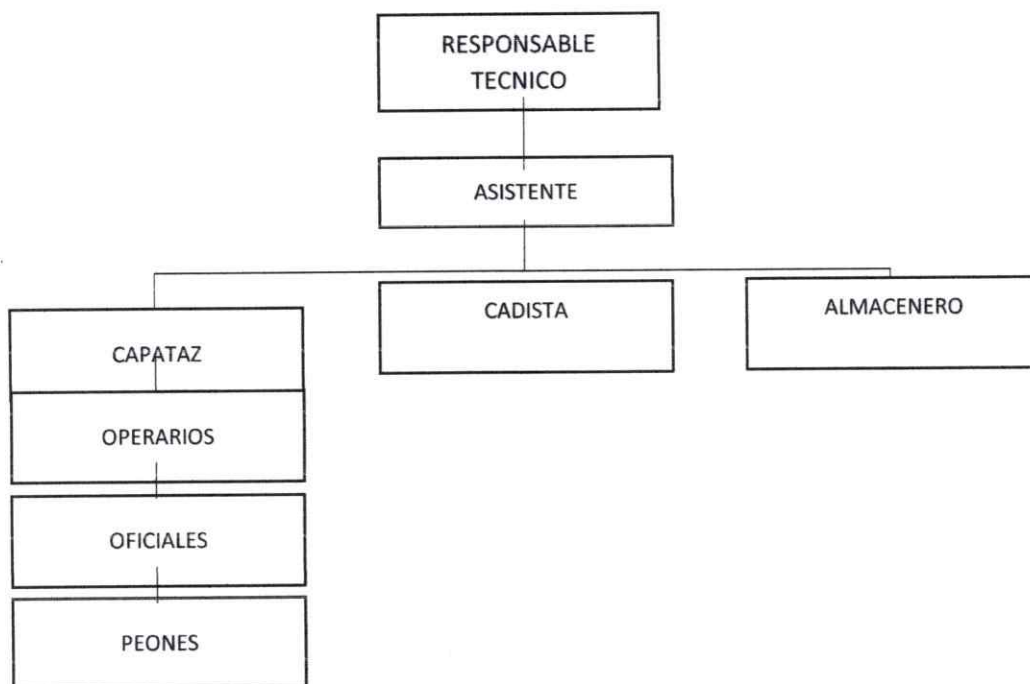 RESPONSABLE
TECNICO
ASISTENTE
CADISTA
ALMACENERO
CAPATAZ
OPERARIOS
OFICIALES
PEONES